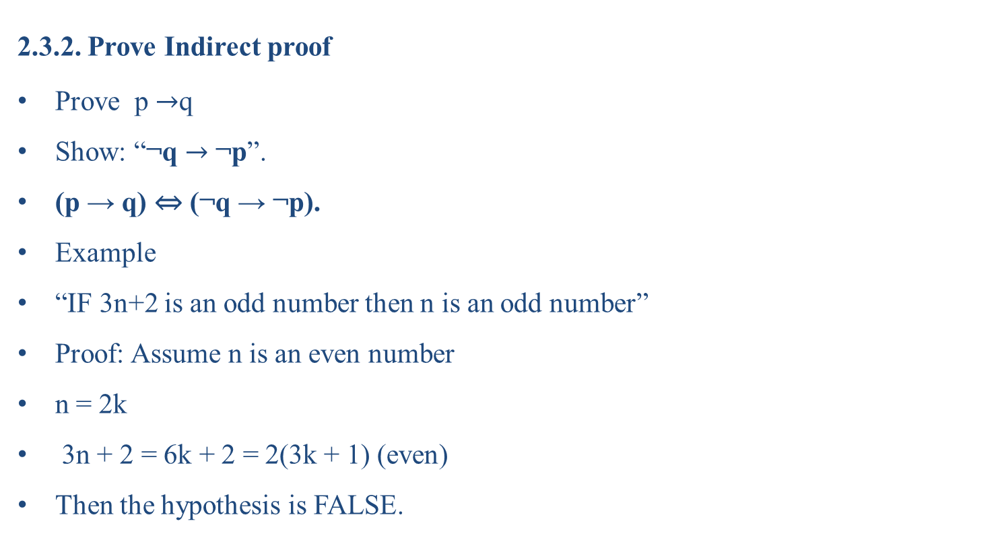 2.3.2. Prove Indirect proof
• Prove p →q
• Show: “¬q → ¬p”.
• (p → q) ⇔ (¬q → ¬p).
• Example
• “IF 3n+2 is an odd number then n is an odd number”
• Proof: Assume n is an even number
• n = 2k
• 3n + 2 = 6k + 2 = 2(3k + 1) (even)
• Then the hypothesis is FALSE.